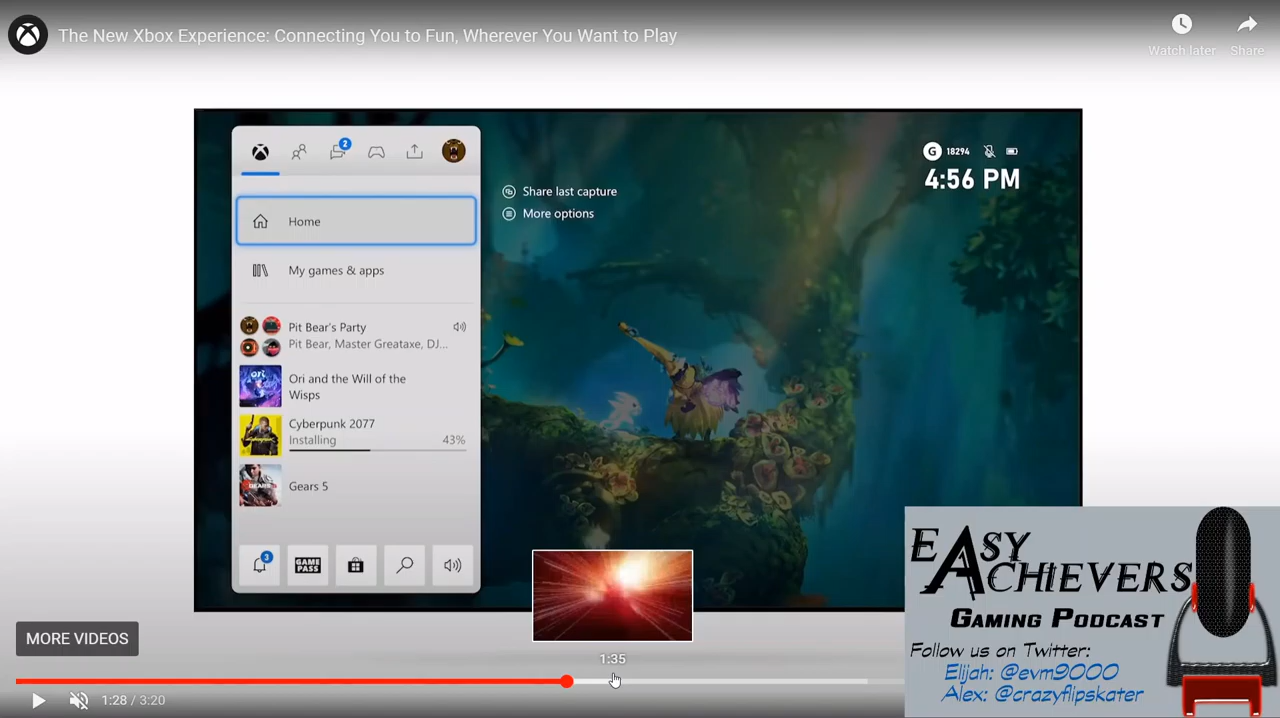 The New Xbox Experience: Connecting You to Fun, Wherever You Want to Play
Watch later
Share
2
G 18294
4:56 PM
Share last capture
More options
Home
My games & apps
Pit Bear's Party
Pit Bear, Master Greataxe, DJ...
ori
Ori and the Will of the
Wisps
Cyberpunk
Cyberpunk 2077
Installing 43%
GEARS
Gears 5
3
GAME
PASS
MORE VIDEOS
1:35
1:28 / 3:20
EASY
ACHIEVERS
GAMING PODCAST
Follow us on Twitter:
Elijah: @evm9000
Alex: @crazyflipskater